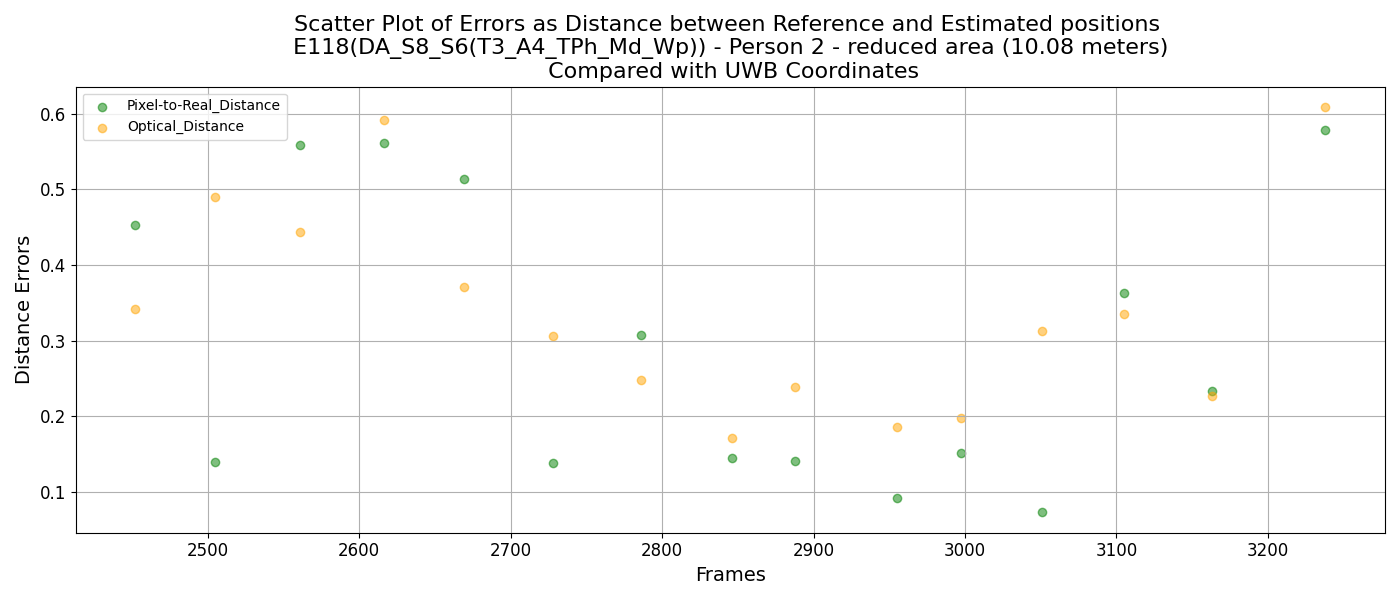 Scatter Plot of Errors as Distance between Reference and Estimated positions
E118(DA_S8_S6(T3_A4_TPh_Md_Wp)) - Person 2 - reduced area (10.08 meters)
Compared with UWB Coordinates
Pixel-to-Real_Distance
Optical_Distance
Distance Errors
0.6
0.5
0.4
0.3
0.2
0.1
2500 2600 2700 2800 2900 3000 3100 3200
Frames